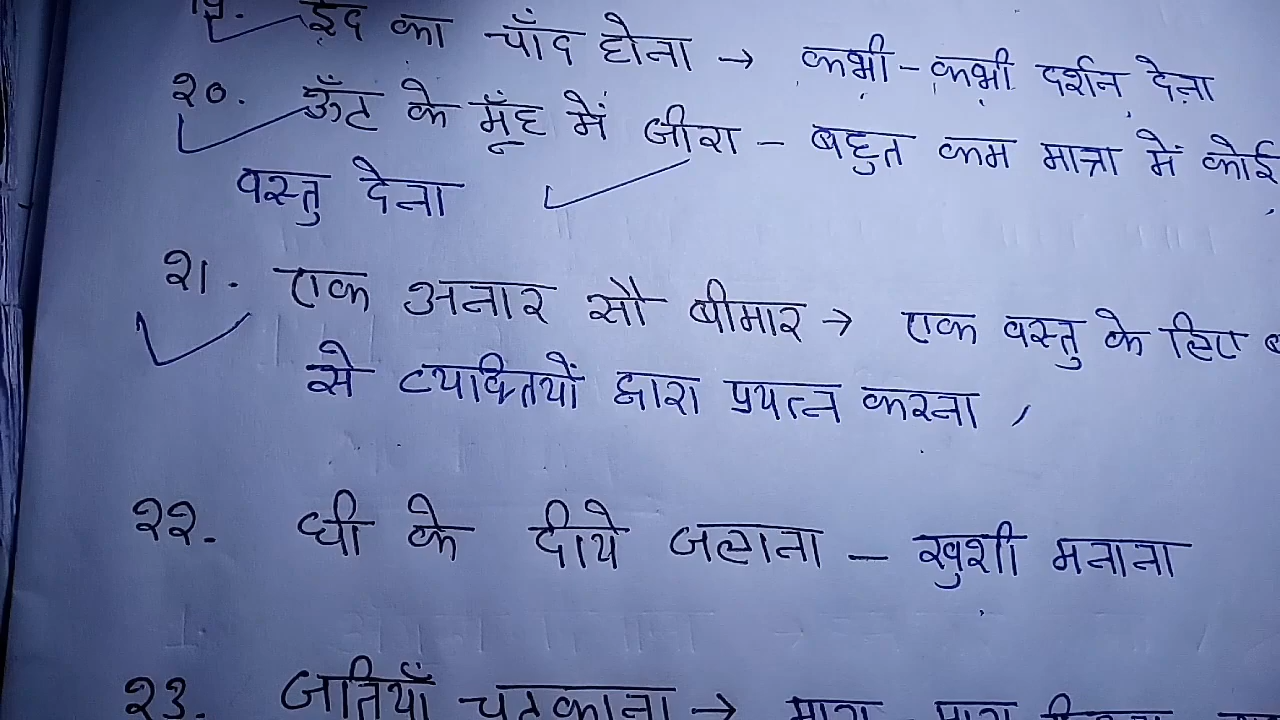 ईद का चाँद होना → कभी-कभी दर्शन देना
२०. ऊँट के मूँह में जीरा - बहुत कम मात्रा में कोई
वस्तु देना
२१. एक अनार सौ बीमार → एक वस्तु के लिए
से व्यक्तियों द्वारा प्रयत्न करना,
२२. घी के दीये जलाना - खुशी मनाना
२३. जूतियाँ चटकाना →